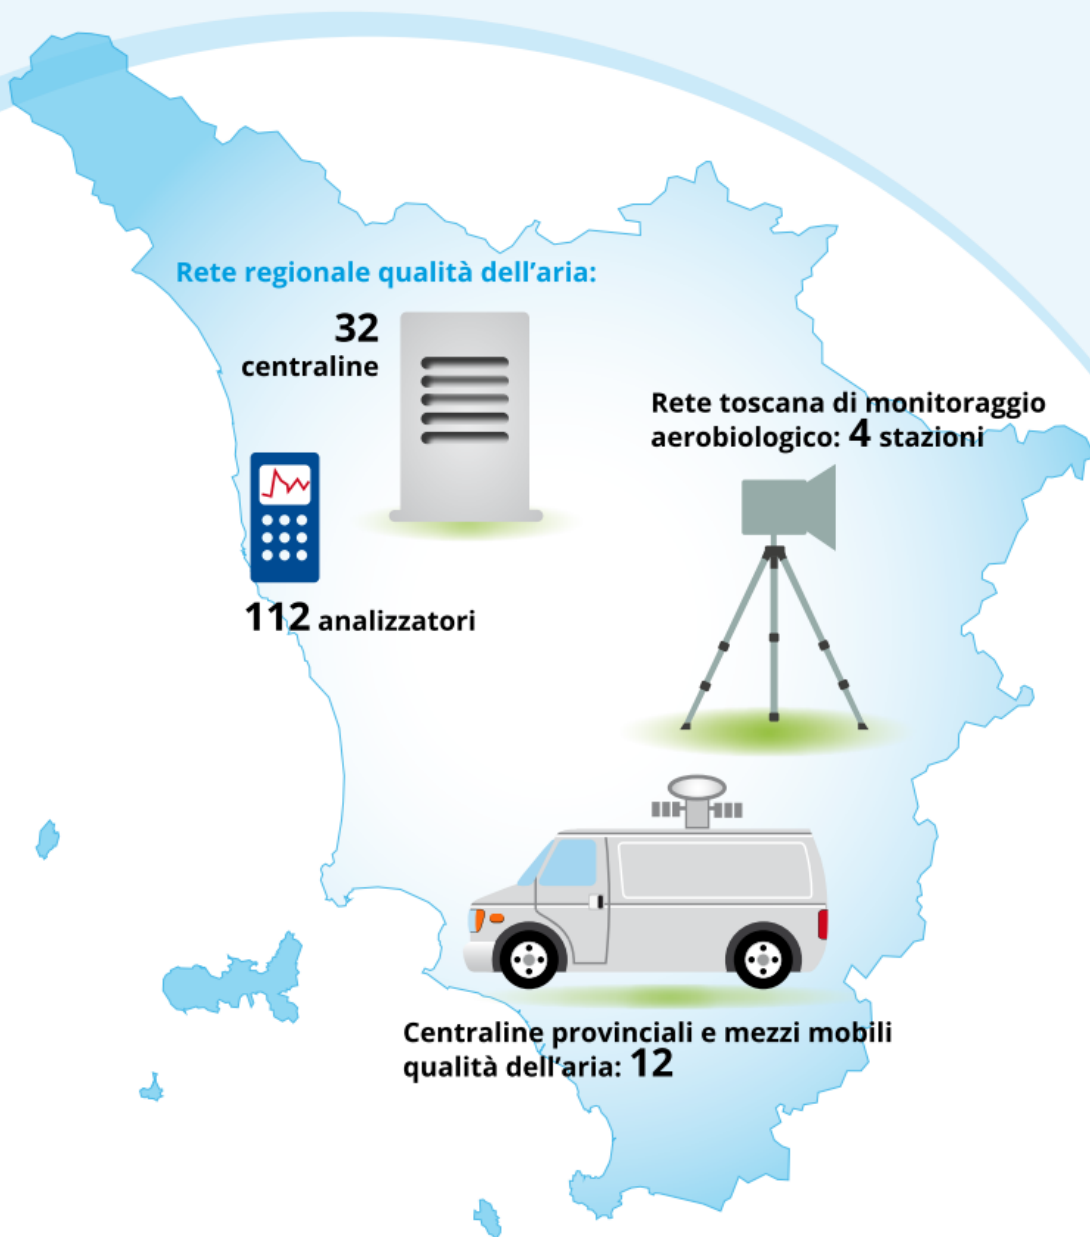 Rete regionale qualità dell'aria:
32
centraline
112 analizzatori
Rete toscana di monitoraggio
aerobiologico: 4 stazioni
Centraline provinciali e mezzi mobili
qualità dell'aria: 12